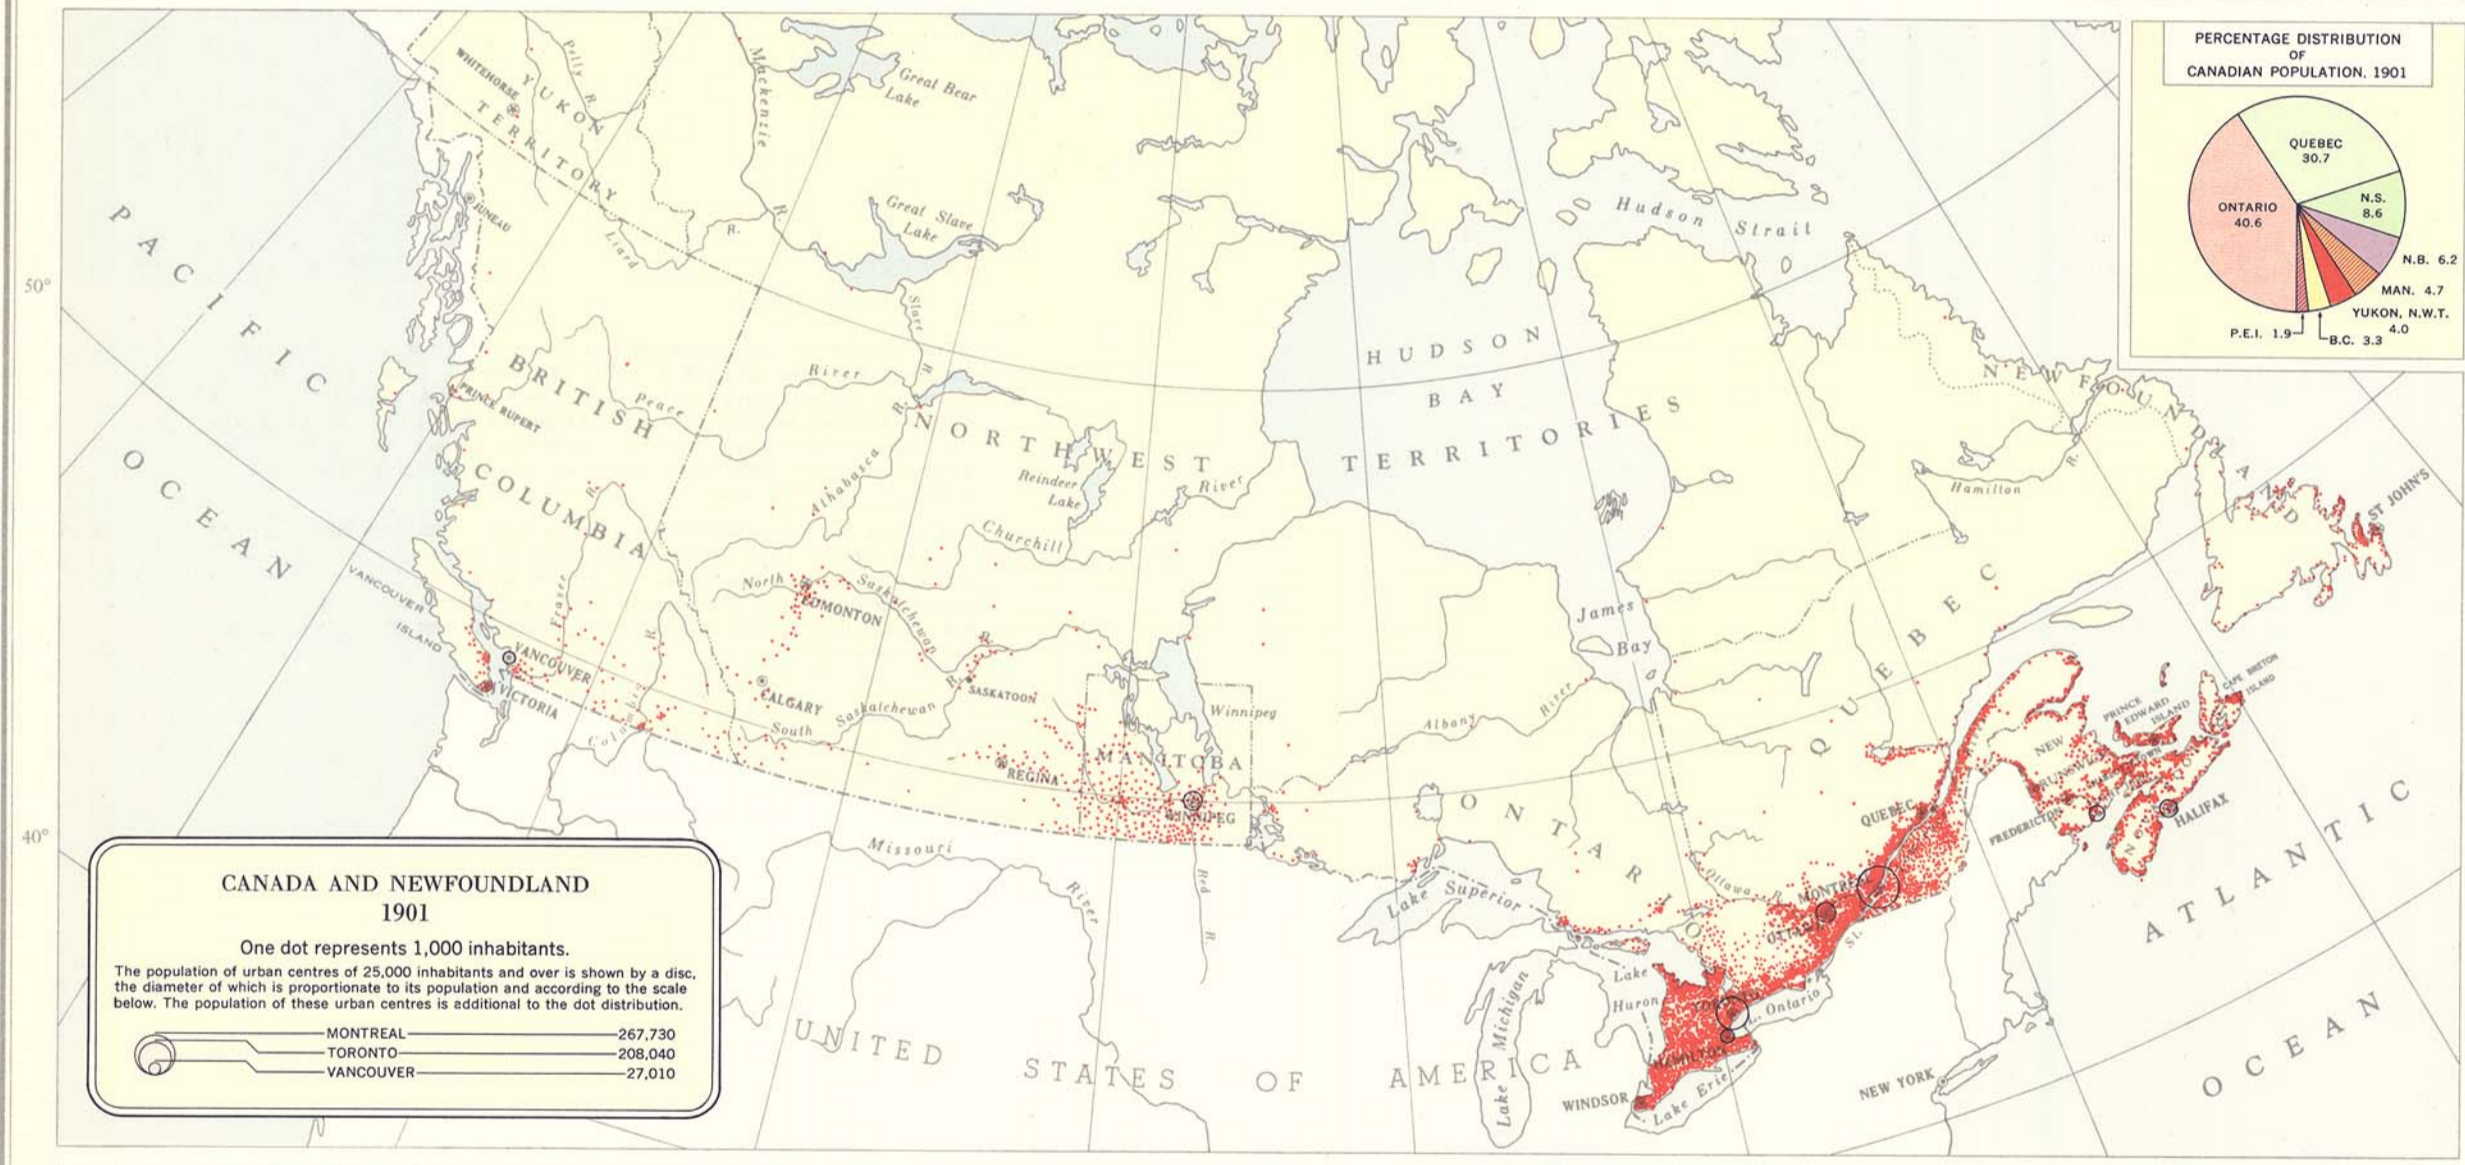 PERCENTAGE DISTRIBUTION
OF
CANADIAN POPULATION, 1901
QUEBEC
30.7
N.S.
8.6
ONTARIO
40.6
N.B. 6.2
MAN. 4.7
YUKON, N.W.T.
4.0
P.E.I. 1.9
B.C. 3.3
WHITEHORSE
YUKON
TERRITORY
Pelly R.
Mackenzie
R.
Great Bear
Lake
Great Slave
Lake
JUNEAU
Liard
R.
Slave R.
Hudson Strait
50°
PACIFIC
OCEAN
HUDSON
BAY
BRITISH
COLUMBIA
PRINCE RUPERT
Peace
River
Athabasca
R.
NORTHWEST
TERRITORIES
Reindeer
Lake
River
Churchill
NEWFOUNDLAND
Hamilton
R.
ST JOHN'S
VANCOUVER
ISLAND
Fraser
R.
VANCOUVER
VICTORIA
Columbia
R.
North
Saskatchewan
R.
EDMONTON
CALGARY
South
Saskatchewan
R.
SASKATOON
REGINA
MANITOBA
Winnipeg
WINNIPEG
James
Bay
Albany
River
ONTARIO
QUEBEC
QUEBEC
CAPE BRETON
ISLAND
PRINCE
EDWARD
ISLAND
NEW
BRUNSWICK
FREDERICTON
HALIFAX
Ottawa
R.
MONTREAL
OTTAWA
St.
Lake Superior
Lake
Huron
Lake Michigan
TORONTO
L. Ontario
HAMILTON
WINDSOR
Lake Erie
NEW YORK
ATLANTIC
OCEAN
40°
Missouri
River
Red
R.
UNITED STATES OF AMERICA
CANADA AND NEWFOUNDLAND
1901
One dot represents 1,000 inhabitants.
The population of urban centres of 25,000 inhabitants and over is shown by a disc,
the diameter of which is proportionate to its population and according to the scale
below. The population of these urban centres is additional to the dot distribution.
MONTREAL 267,730
TORONTO 208,040
VANCOUVER 27,010